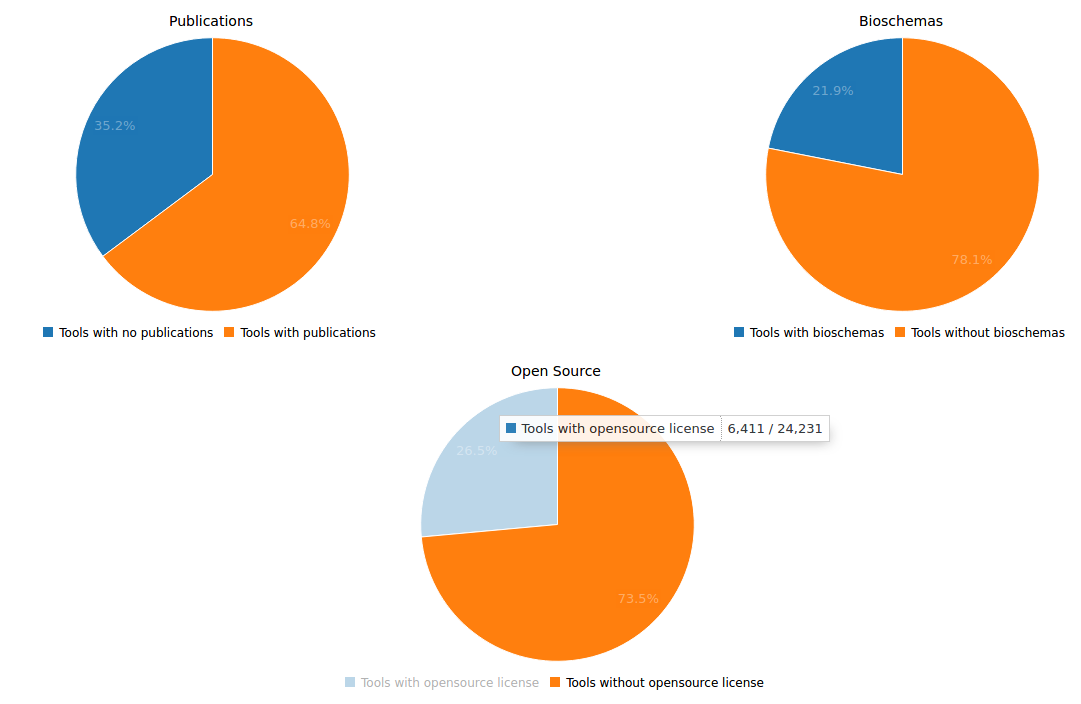 Publications
35.2%
64.8%
Tools with no publications Tools with publications
Bioschemas
21.9%
78.1%
Tools with bioschemas Tools without bioschemas
Open Source
Tools with opensource license 6,411 / 24,231
26.5%
73.5%
Tools with opensource license Tools without opensource license